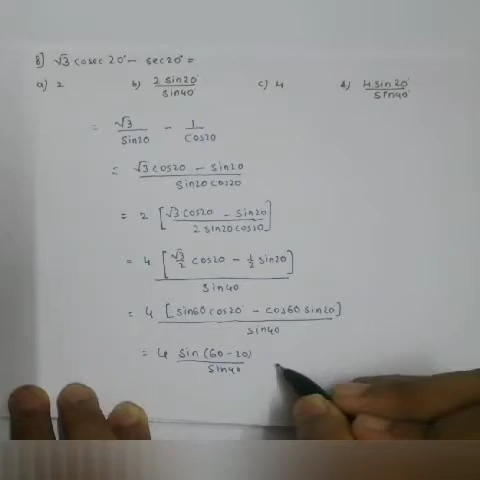 8) √3 cosec 20° - sec 20° =
a) 2 b) 2 sin20° / sin40° c) 4 d) 4 sin20° / sin40°
= √3 / sin20 - 1 / cos20
= √3 cos20 - sin20 / sin20 cos20
= 2 [ √3 cos20 - sin20 / 2 sin20 cos20 ]
= 4 [ √3/2 cos20 - 1/2 sin20 ] / sin40
= 4 [ sin60 cos20 - cos60 sin20 ] / sin40
= 4 sin (60 - 20) / sin40